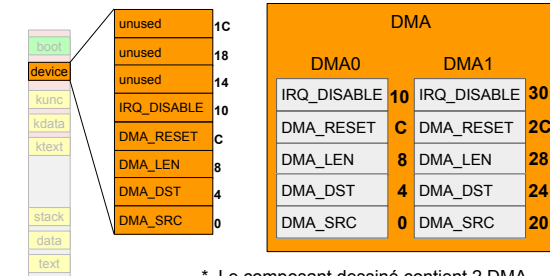 boot
device
kunc
kdata
ktext
stack
data
text
unused 1C
unused 18
unused 14
IRQ_DISABLE 10
DMA_RESET C
DMA_LEN 8
DMA_DST 4
DMA_SRC 0
DMA
DMA0 DMA1
IRQ_DISABLE 10 IRQ_DISABLE 30
DMA_RESET C DMA_RESET 2C
DMA_LEN 8 DMA_LEN 28
DMA_DST 4 DMA_DST 24
DMA_SRC 0 DMA_SRC 20
* Le composant dessiné contient 2 DMA